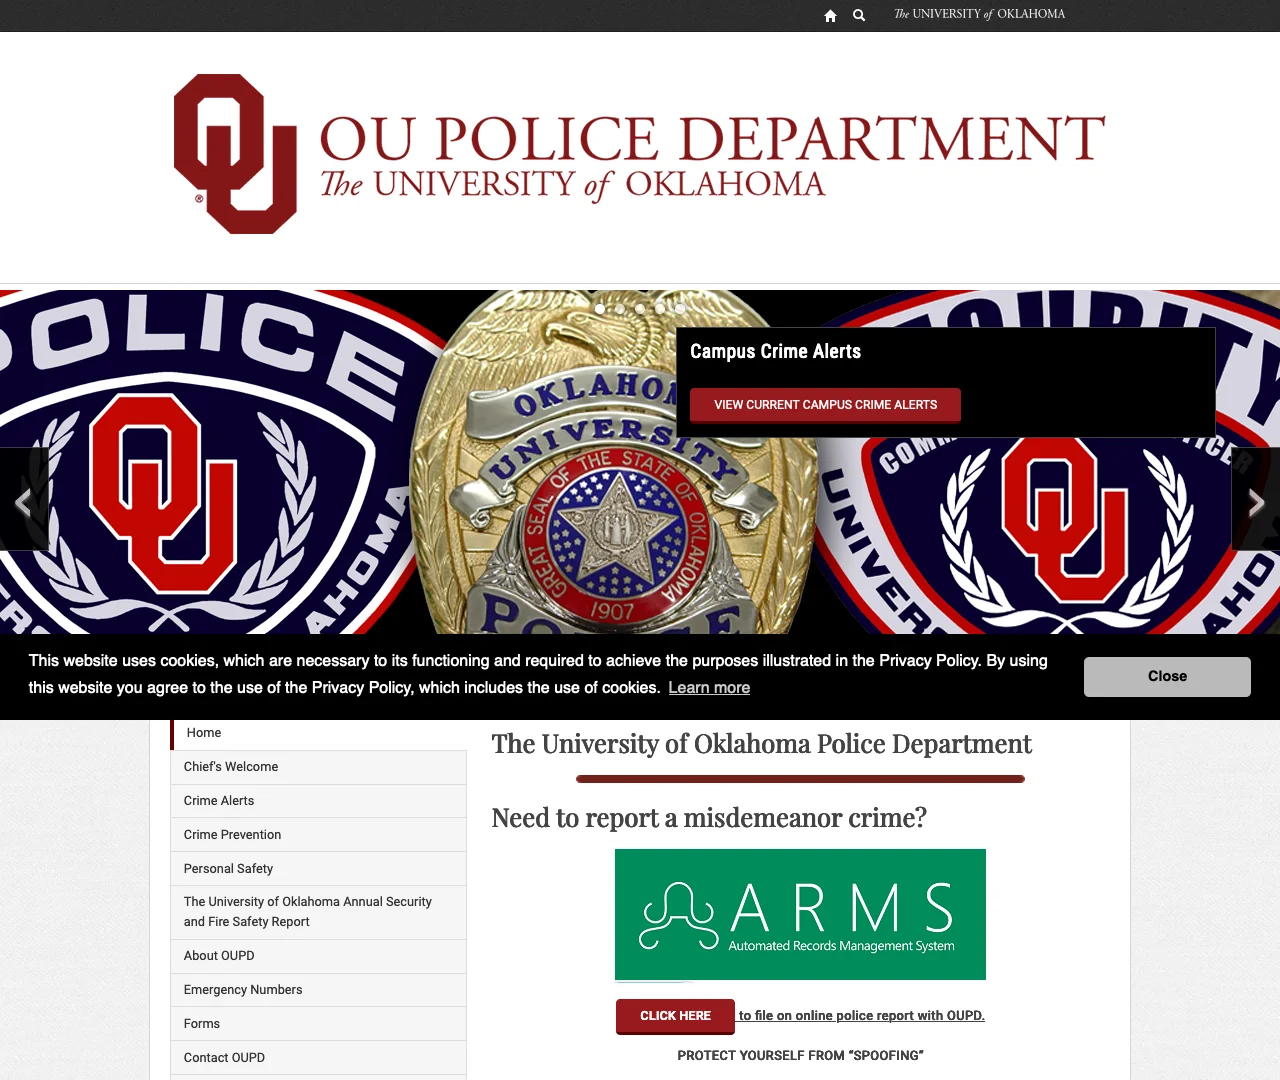 The UNIVERSITY of OKLAHOMA
OU POLICE DEPARTMENT
The UNIVERSITY of OKLAHOMA
®
POLICE
OKLAHOMA
UNIVERSITY
GREAT SEAL OF THE STATE OF OKLAHOMA
1907
POLICE
Campus Crime Alerts
VIEW CURRENT CAMPUS CRIME ALERTS
This website uses cookies, which are necessary to its functioning and required to achieve the purposes illustrated in the Privacy Policy. By using
this website you agree to the use of the Privacy Policy, which includes the use of cookies. Learn more
Close
Home
Chief's Welcome
Crime Alerts
Crime Prevention
Personal Safety
The University of Oklahoma Annual Security
and Fire Safety Report
About OUPD
Emergency Numbers
Forms
Contact OUPD
The University of Oklahoma Police Department
Need to report a misdemeanor crime?
ARMS
Automated Records Management System
CLICK HERE to file on online police report with OUPD.
PROTECT YOURSELF FROM “SPOOFING”